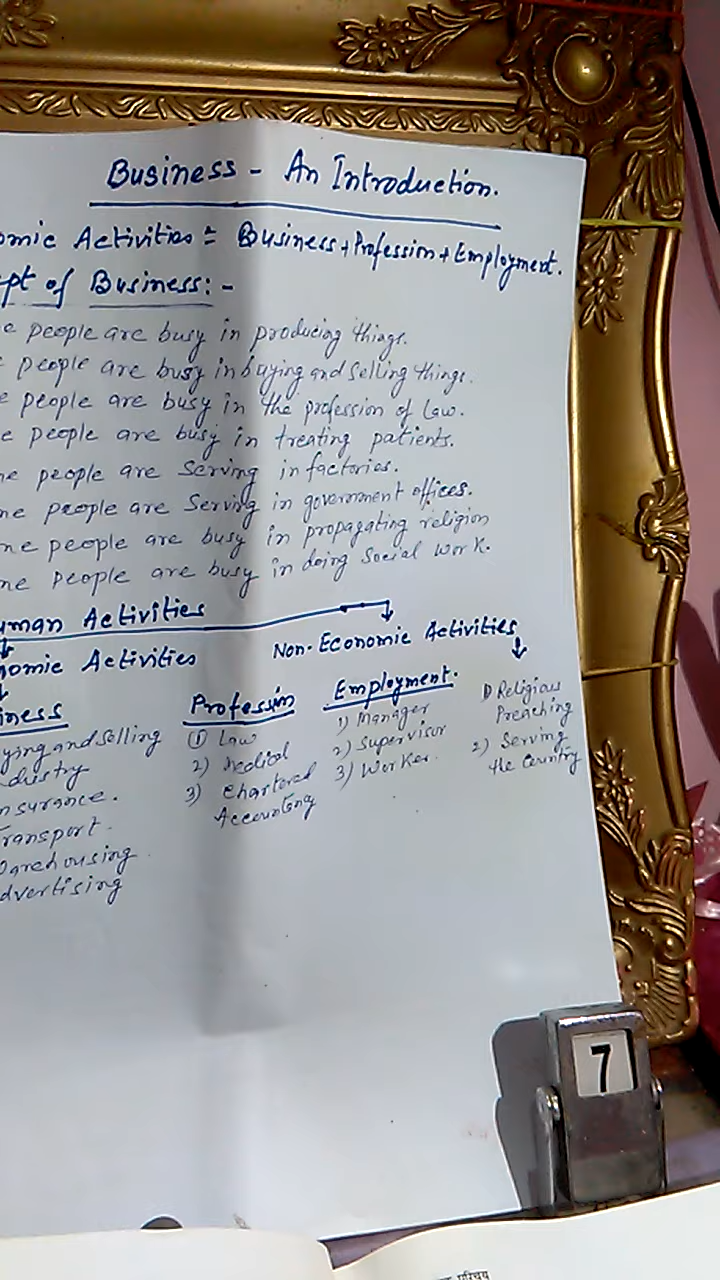 Business - An Introduction.
omic Activities = Business + Profession + Employment.
pt of Business: -
e people are busy in producing things.
people are busy in buying and selling things.
e people are busy in the profession of law.
e people are busy in treating patients.
ne people are serving in factories.
ne people are serving in government offices.
ne people are busy in propagating religion
ne people are busy in doing social work.
uman Activities
nomic Activities Non-Economic Activities
iness Profession Employment.
ying and selling
dustry
nsurance.
ransport.
arehousing
dvertising
① Law
2) Medical
3) Chartered
Accounting
1) Manager
2) Supervisor
3) Worker.
1) Religious
Preaching
2) Serving
the Country
7
परिचय